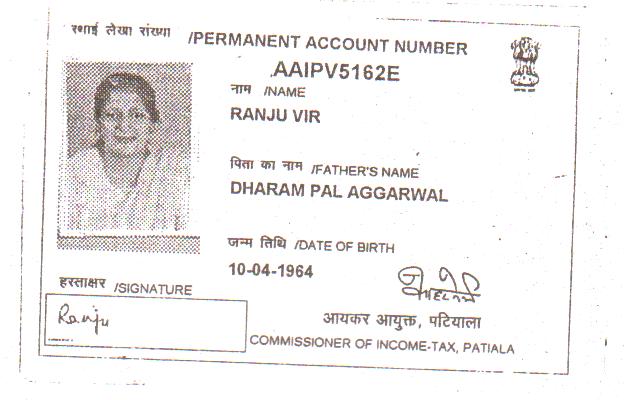 स्थाई लेखा संख्या /PERMANENT ACCOUNT NUMBER
AAIPV5162E
नाम /NAME
RANJU VIR
पिता का नाम /FATHER'S NAME
DHARAM PAL AGGARWAL
जन्म तिथि /DATE OF BIRTH
10-04-1964
हस्ताक्षर /SIGNATURE
Ranju
आयकर आयुक्त, पटियाला
COMMISSIONER OF INCOME-TAX, PATIALA